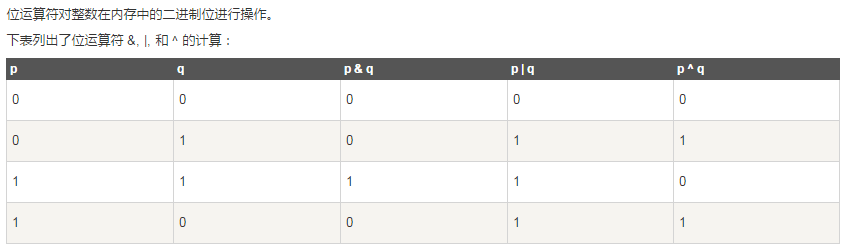 位运算符对整数在内存中的二进制位进行操作。
下表列出了位运算符 &, |, 和 ^ 的计算：
p q p & q p | q p ^ q
0 0 0 0 0
0 1 0 1 1
1 1 1 1 0
1 0 0 1 1